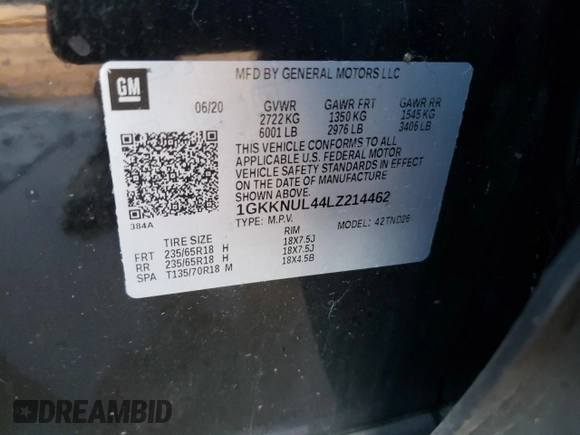 GM
MFD BY GENERAL MOTORS LLC
06/20 GVWR GAWR FRT GAWR RR
2722 KG 1350 KG 1545 KG
6001 LB 2976 LB 3406 LB
THIS VEHICLE CONFORMS TO ALL
APPLICABLE U.S. FEDERAL MOTOR
VEHICLE SAFETY STANDARDS IN EFFECT
ON THE DATE OF MANUFACTURE
SHOWN ABOVE.
1GKKNUL44LZ214462
384A TYPE: M.P.V. MODEL: 42TND26
TIRE SIZE RIM
FRT 235/65R18 H 18X7.5J
RR 235/65R18 H 18X7.5J
SPA T135/70R18 M 18X4.5B
DREAMBID